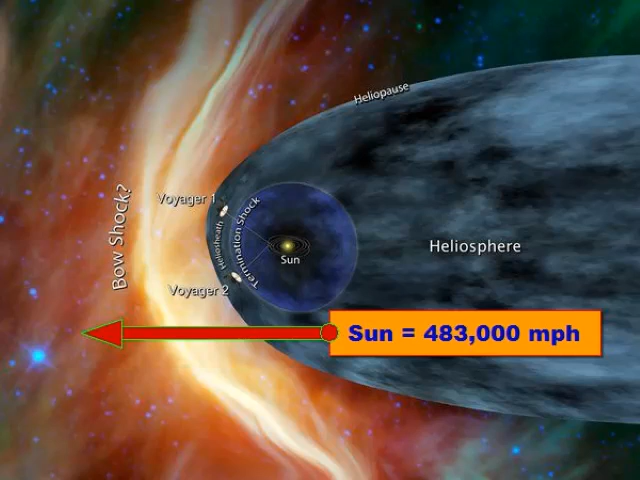 Heliopause
Voyager 1
Bow Shock?
Heliosheath
Termination Shock
Sun
Heliosphere
Voyager 2
Sun = 483,000 mph